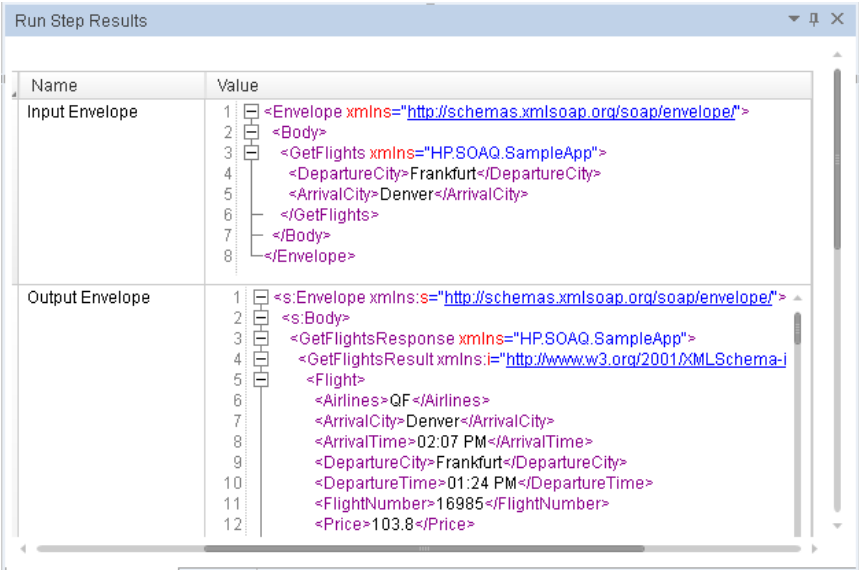 Run Step Results
Name Value
Input Envelope
1 <Envelope xmlns="http://schemas.xmlsoap.org/soap/envelope/">
2 <Body>
3 <GetFlights xmlns="HP.SOAQ.SampleApp">
4 <DepartureCity>Frankfurt</DepartureCity>
5 <ArrivalCity>Denver</ArrivalCity>
6 </GetFlights>
7 </Body>
8 </Envelope>
Output Envelope
1 <s:Envelope xmlns:s="http://schemas.xmlsoap.org/soap/envelope/">
2 <s:Body>
3 <GetFlightsResponse xmlns="HP.SOAQ.SampleApp">
4 <GetFlightsResult xmlns:i="http://www.w3.org/2001/XMLSchema-i
5 <Flight>
6 <Airlines>QF</Airlines>
7 <ArrivalCity>Denver</ArrivalCity>
8 <ArrivalTime>02:07 PM</ArrivalTime>
9 <DepartureCity>Frankfurt</DepartureCity>
10 <DepartureTime>01:24 PM</DepartureTime>
11 <FlightNumber>16985</FlightNumber>
12 <Price>103.8</Price>